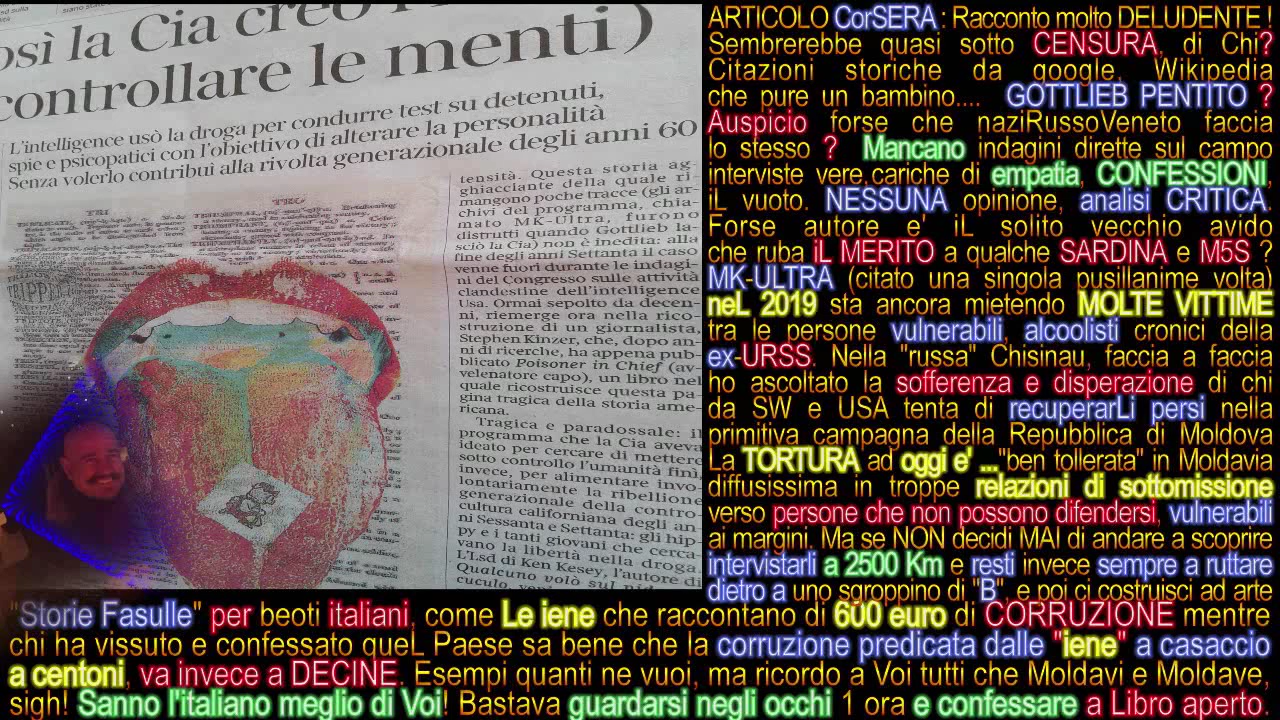 osì la Cia creò
controllare le menti)
L'intelligence usò la droga per condurre test su detenuti,
spie e psicopatici con l'obiettivo di alterare la personalità
Senza volerlo contribuì alla rivolta generazionale degli anni 60
tensità. Questa storia ag-
ghiacciante della quale ri-
mangono poche tracce (gli ar-
chivi del programma, chia-
mato MK-Ultra, furono
distrutti quando Gottlieb la-
sciò la Cia) non è inedita: alla
fine degli anni Settanta il caso
venne fuori durante le indagi-
ni del Congresso sulle attività
clandestine dell'intelligence
Usa. Ormai sepolto da decen-
ni, riemerge ora nella rico-
struzione di un giornalista,
Stephen Kinzer, che, dopo an-
ni di ricerche, ha appena pub-
blicato Poisoner in Chief (av-
velenatore capo), un libro nel
quale ricostruisce questa pa-
gina tragica della storia ame-
ricana.
Tragica e paradossale: il
programma che la Cia aveva
ideato per cercare di mettere
sotto controllo l'umanità finì,
invece, per alimentare invo-
lontariamente la ribellione
generazionale della contro-
cultura californiana degli an-
ni Sessanta e Settanta: gli hip-
py e i tanti giovani che cerca-
vano la libertà nella droga.
L'Lsd di Ken Kesey, l'autore di
Qualcuno volò sul nido
cuculo
ARTICOLO CorSERA : Racconto molto DELUDENTE !
Sembrerebbe quasi sotto CENSURA, di Chi?
Citazioni storiche da google, Wikipedia
che pure un bambino.... GOTTLIEB PENTITO ?
Auspicio forse che naziRussoVeneto faccia
lo stesso ? Mancano indagini dirette sul campo
interviste vere,cariche di empatia, CONFESSIONI,
iL vuoto. NESSUNA opinione, analisi CRITICA.
Forse autore e' iL solito vecchio avido
che ruba iL MERITO a qualche SARDINA e M5S ?
MK-ULTRA (citato una singola pusillanime volta)
neL 2019 sta ancora mietendo MOLTE VITTIME
tra le persone vulnerabili, alcoolisti cronici della
ex-URSS. Nella "russa" Chisinau, faccia a faccia
ho ascoltato la sofferenza e disperazione di chi
da SW e USA tenta di recuperarLi persi nella
primitiva campagna della Repubblica di Moldova
La TORTURA ad oggi e' ..."ben tollerata" in Moldavia
diffusissima in troppe relazioni di sottomissione
verso persone che non possono difendersi, vulnerabili
ai margini. Ma se NON decidi MAI di andare a scoprire
intervistarli a 2500 Km e resti invece sempre a ruttare
dietro a uno sgroppino di "B", e poi ci costruisci ad arte
"Storie Fasulle" per beoti italiani, come Le iene che raccontano di 600 euro di CORRUZIONE mentre
chi ha vissuto e confessato queL Paese sa bene che la corruzione predicata dalle "iene" a casaccio
a centoni, va invece a DECINE. Esempi quanti ne vuoi, ma ricordo a Voi tutti che Moldavi e Moldave,
sigh! Sanno l'italiano meglio di Voi! Bastava guardarsi negli occhi 1 ora e confessare a Libro aperto.